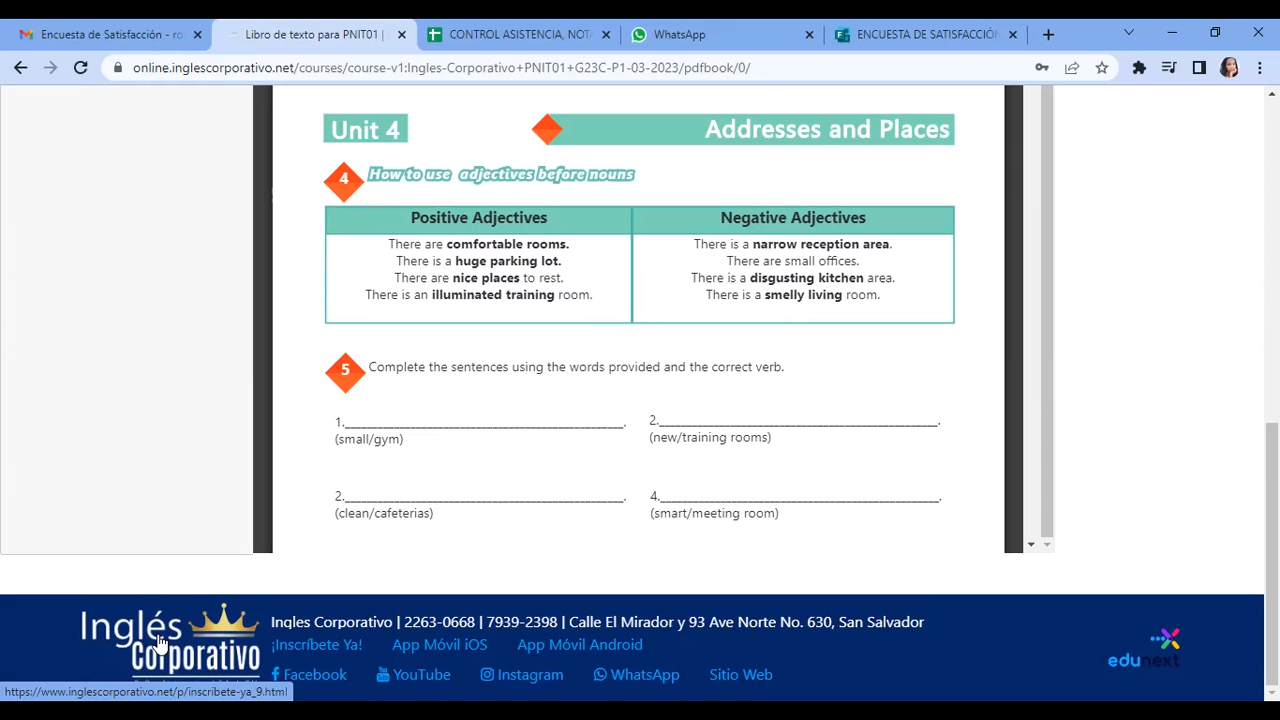 Encuesta de Satisfacción - ro
Libro de texto para PNIT01 |
CONTROL ASISTENCIA, NOTA
WhatsApp
ENCUESTA DE SATISFACCIÓN
online.inglescorporativo.net/courses/course-v1:Ingles-Corporativo+PNIT01+G23C-P1-03-2023/pdfbook/0/
Unit 4
Addresses and Places
4 How to use adjectives before nouns
Positive Adjectives
There are comfortable rooms.
There is a huge parking lot.
There are nice places to rest.
There is an illuminated training room.
Negative Adjectives
There is a narrow reception area.
There are small offices.
There is a disgusting kitchen area.
There is a smelly living room.
5 Complete the sentences using the words provided and the correct verb.
1.________________________________________.
(small/gym)
2.________________________________________.
(new/training rooms)
2.________________________________________.
(clean/cafeterias)
4.________________________________________.
(smart/meeting room)
Inglés
Corporativo
Ingles Corporativo | 2263-0668 | 7939-2398 | Calle El Mirador y 93 Ave Norte No. 630, San Salvador
¡Inscríbete Ya! App Móvil iOS App Móvil Android
Facebook YouTube Instagram WhatsApp Sitio Web
edunext
https://www.inglescorporativo.net/p/inscribete-ya_9.html